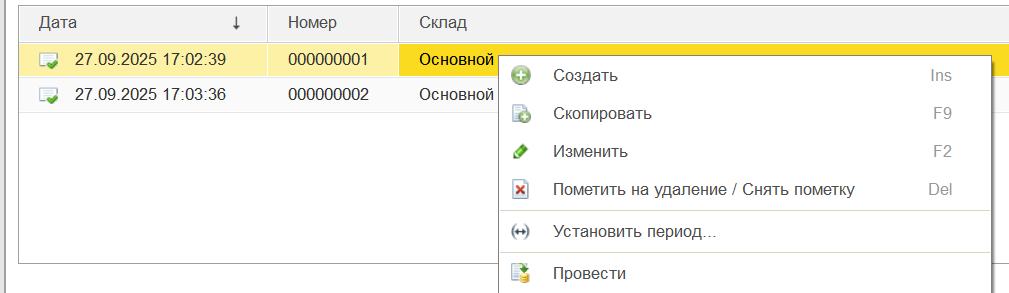 Дата ↓ Номер Склад
27.09.2025 17:02:39 000000001 Основной
27.09.2025 17:03:36 000000002 Основной
Создать Ins
Скопировать F9
Изменить F2
Пометить на удаление / Снять пометку Del
Установить период...
Провести